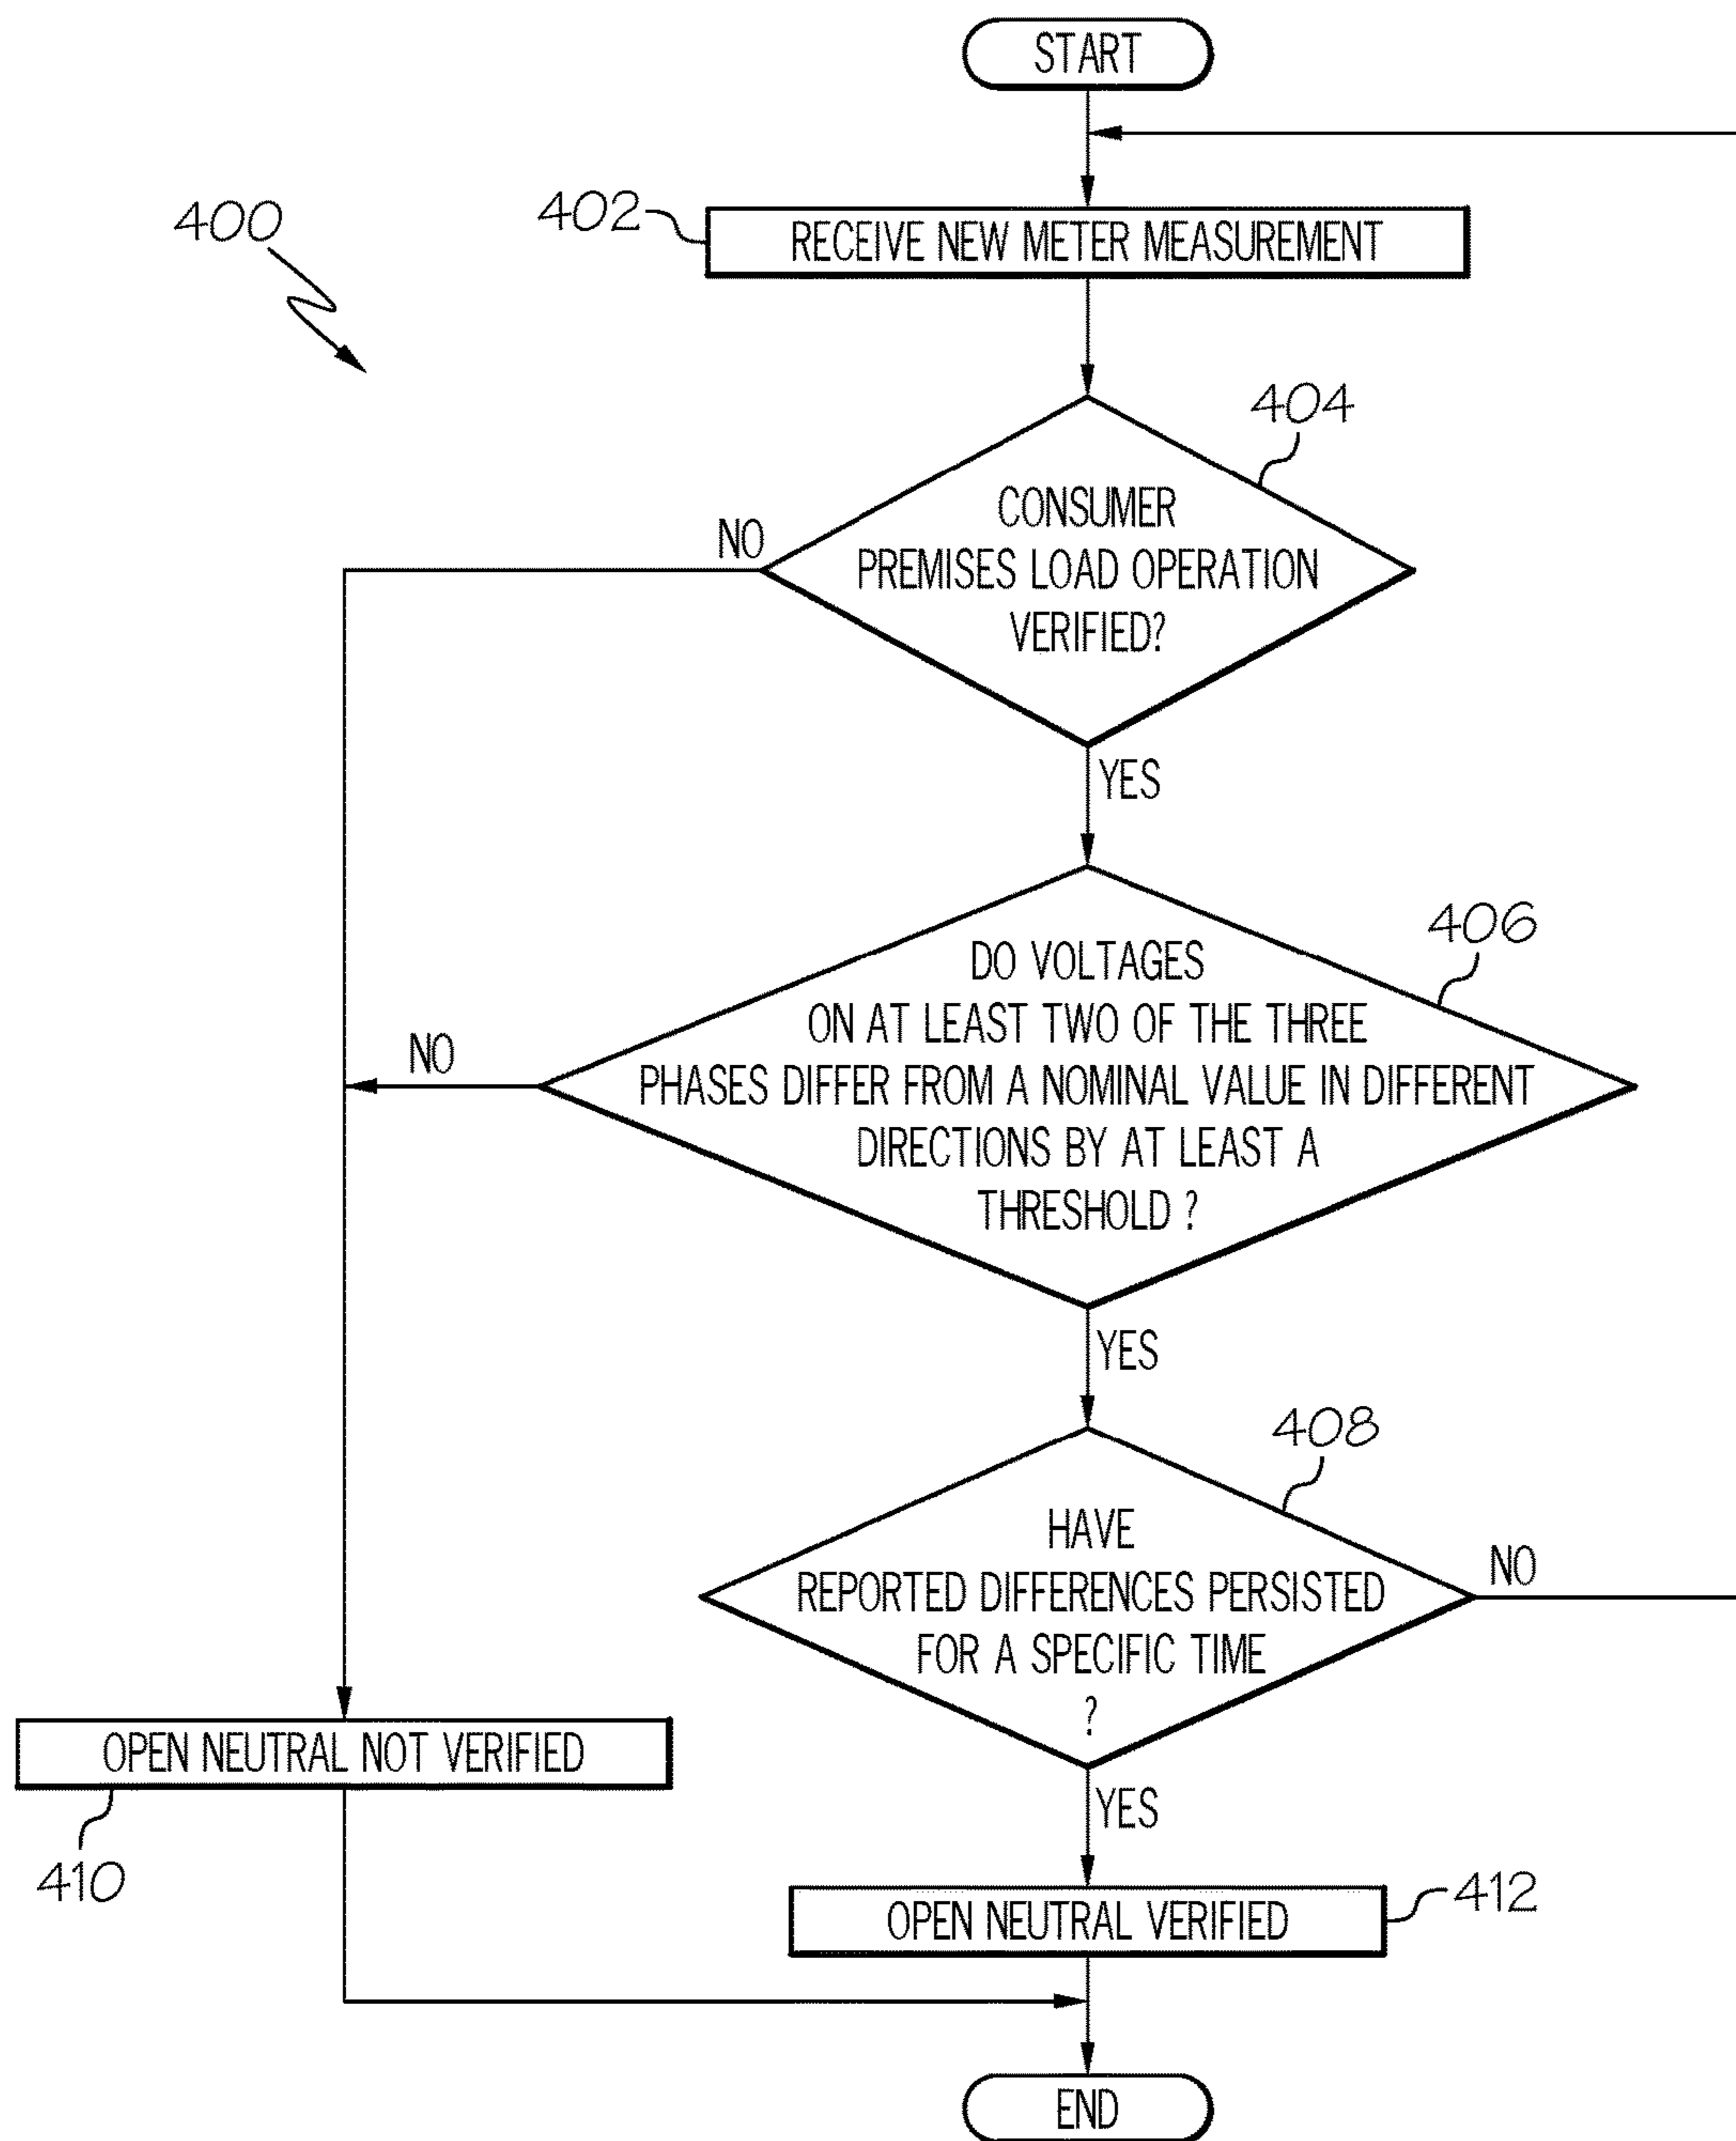 START
400
402
RECEIVE NEW METER MEASUREMENT
404
CONSUMER
PREMISES LOAD OPERATION
VERIFIED?
NO
YES
406
DO VOLTAGES
ON AT LEAST TWO OF THE THREE
PHASES DIFFER FROM A NOMINAL VALUE IN DIFFERENT
DIRECTIONS BY AT LEAST A
THRESHOLD ?
NO
YES
408
HAVE
REPORTED DIFFERENCES PERSISTED
FOR A SPECIFIC TIME
?
NO
YES
OPEN NEUTRAL NOT VERIFIED
410
OPEN NEUTRAL VERIFIED
412
END